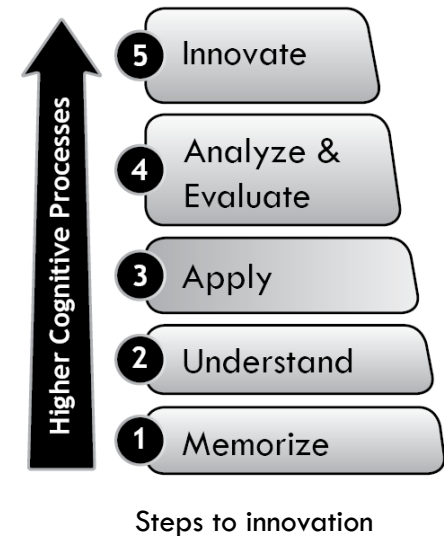 5 Innovate
4 Analyze &
Evaluate
3 Apply
2 Understand
1 Memorize
Higher Cognitive Processes
Steps to innovation